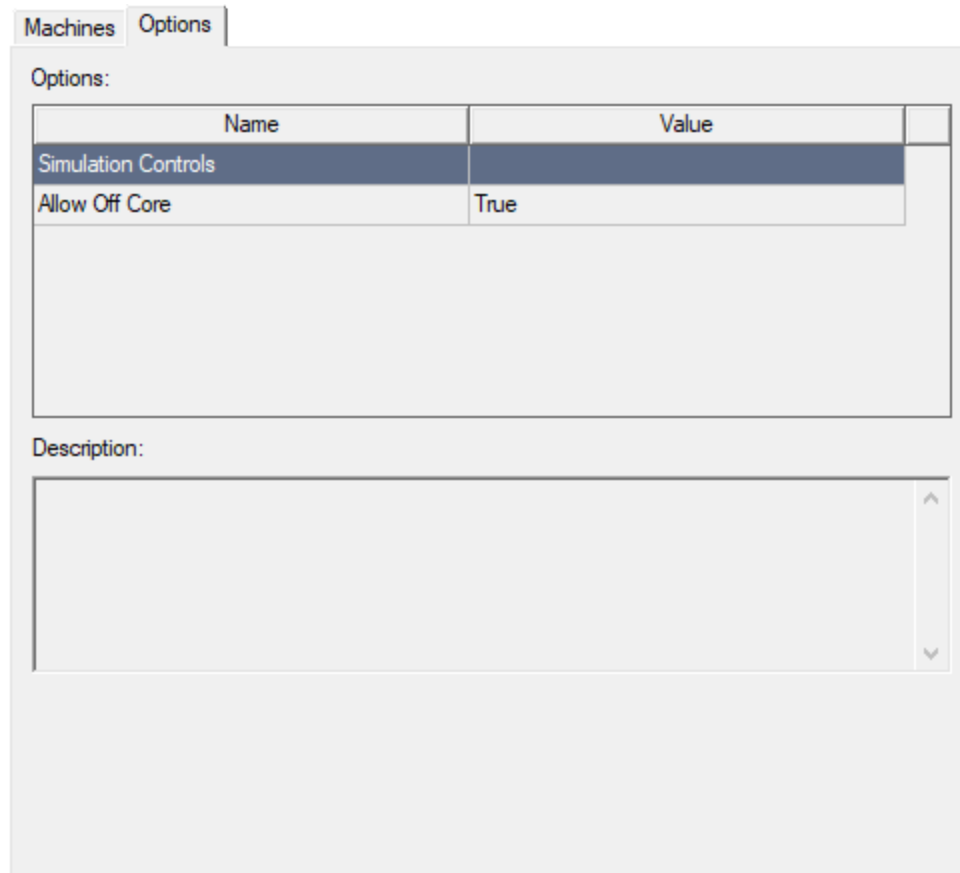 Machines Options
Options:
Name Value
Simulation Controls
Allow Off Core True
Description: